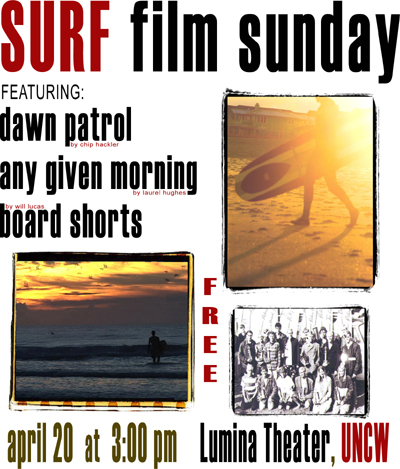 SURF film sunday
FEATURING:
dawn patrol
by chip hackler
any given morning
by laurel hughes
by will lucas
board shorts
FREE
april 20 at 3:00 pm Lumina Theater, UNCW